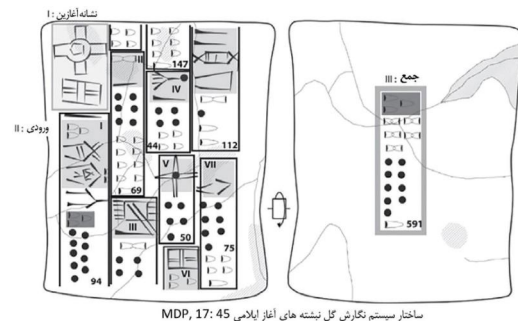 I : نشانه آغازین
II : ورودی
III
147
IV
44
112
69
V
VII
III
50
75
94
VI
جمع : III
591
ساختار سیستم نگارش گل نبشته های آغاز ایلامی MDP, 17: 45